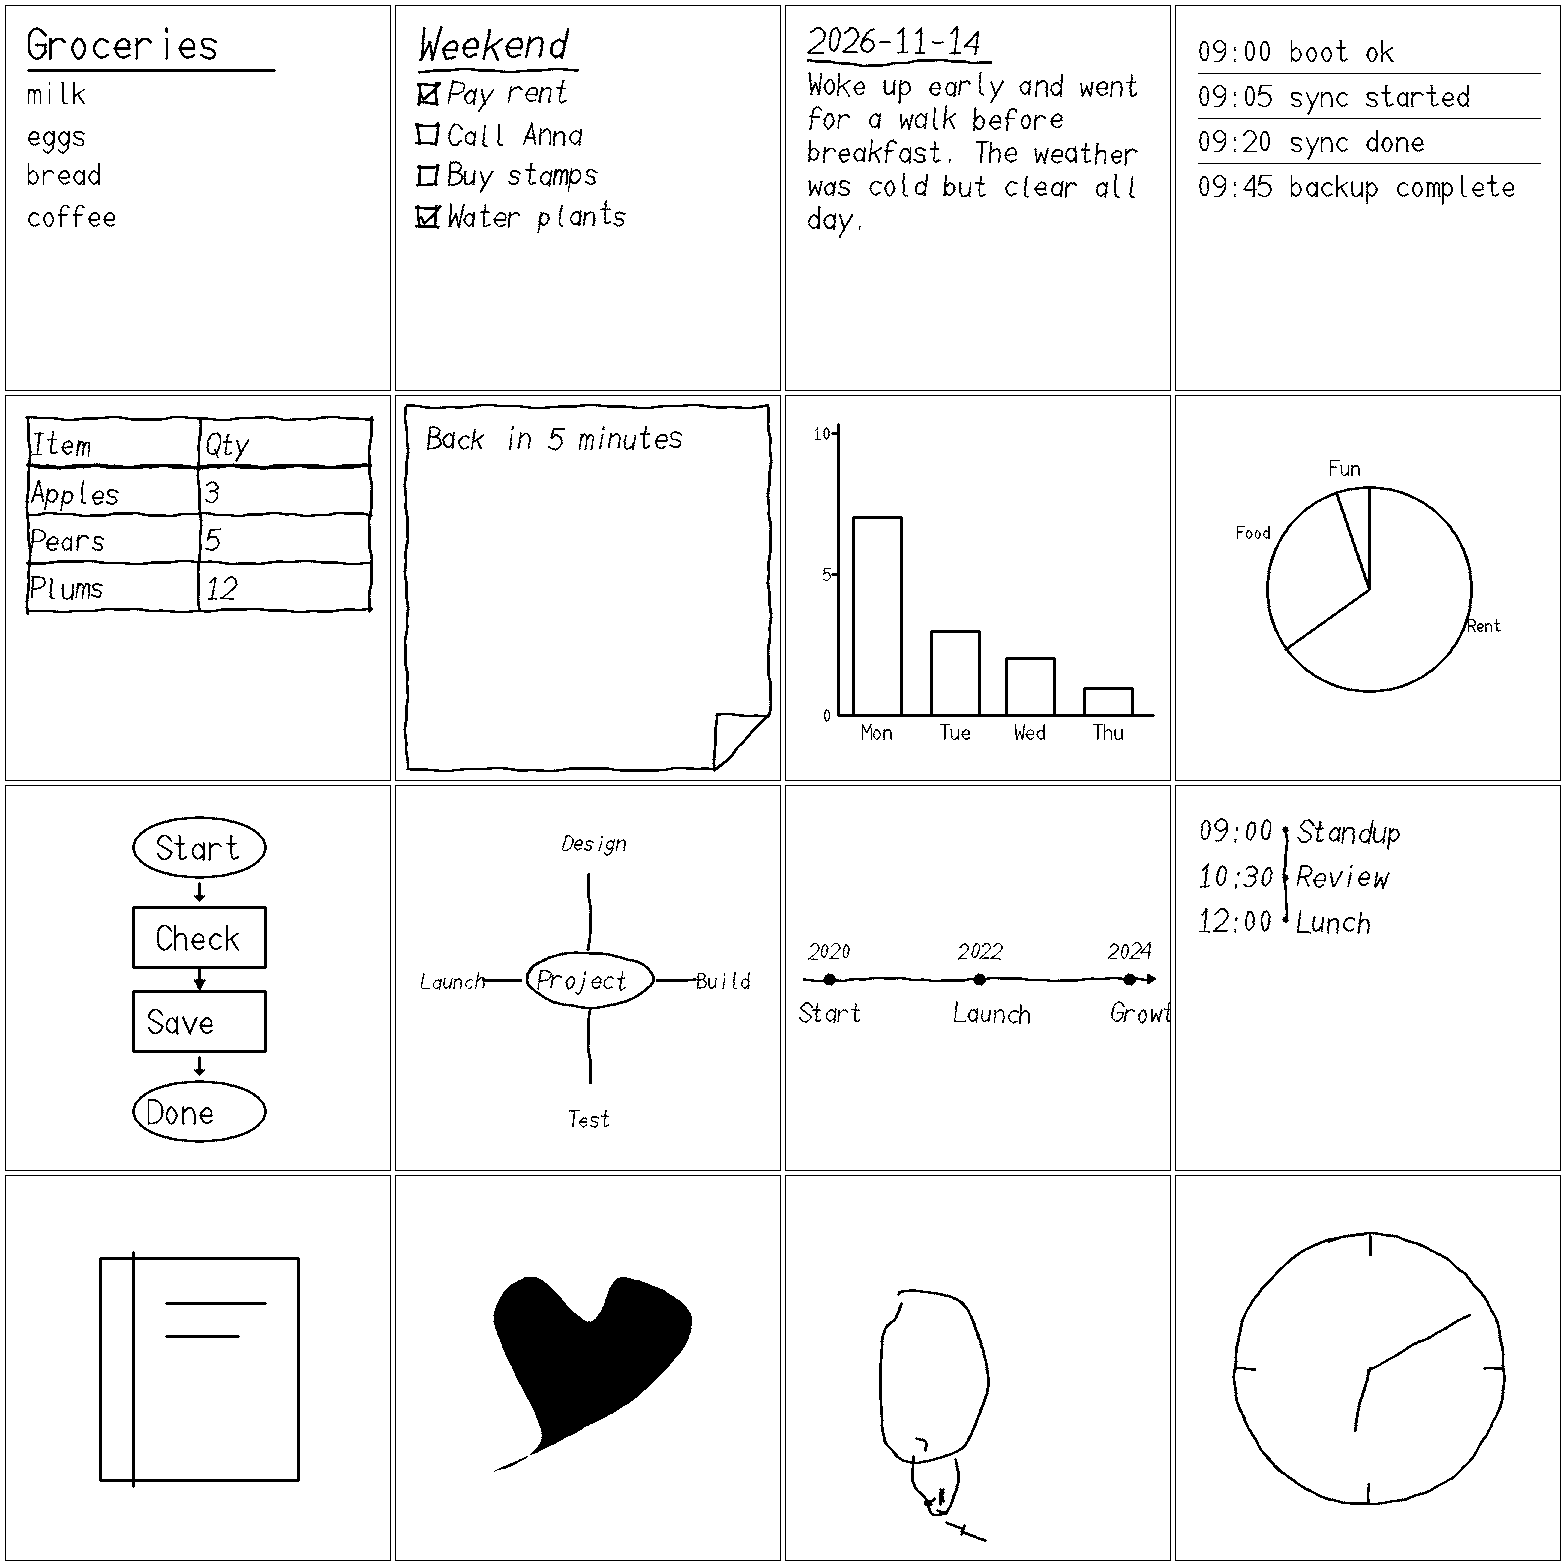 Groceries
milk
eggs
bread
coffee
Weekend
Pay rent
Call Anna
Buy stamps
Water plants
2026-11-14
Woke up early and went
for a walk before
breakfast. The weather
was cold but clear all
day.
09:00 boot ok
09:05 sync started
09:20 sync done
09:45 backup complete
Item Qty
Apples 3
Pears 5
Plums 12
Back in 5 minutes
10
5
0
Mon Tue Wed Thu
Fun
Food
Rent
Start
Check
Save
Done
Design
Launch Project Build
Test
2020 2022 2024
Start Launch Growt
09:00 Standup
10:30 Review
12:00 Lunch